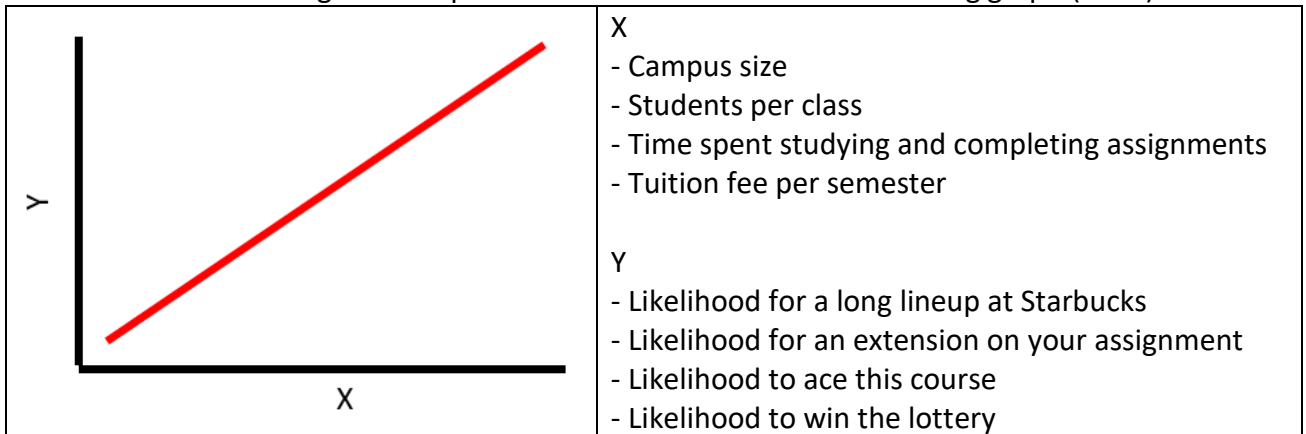 Y
X
X
- Campus size
- Students per class
- Time spent studying and completing assignments
- Tuition fee per semester
Y
- Likelihood for a long lineup at Starbucks
- Likelihood for an extension on your assignment
- Likelihood to ace this course
- Likelihood to win the lottery